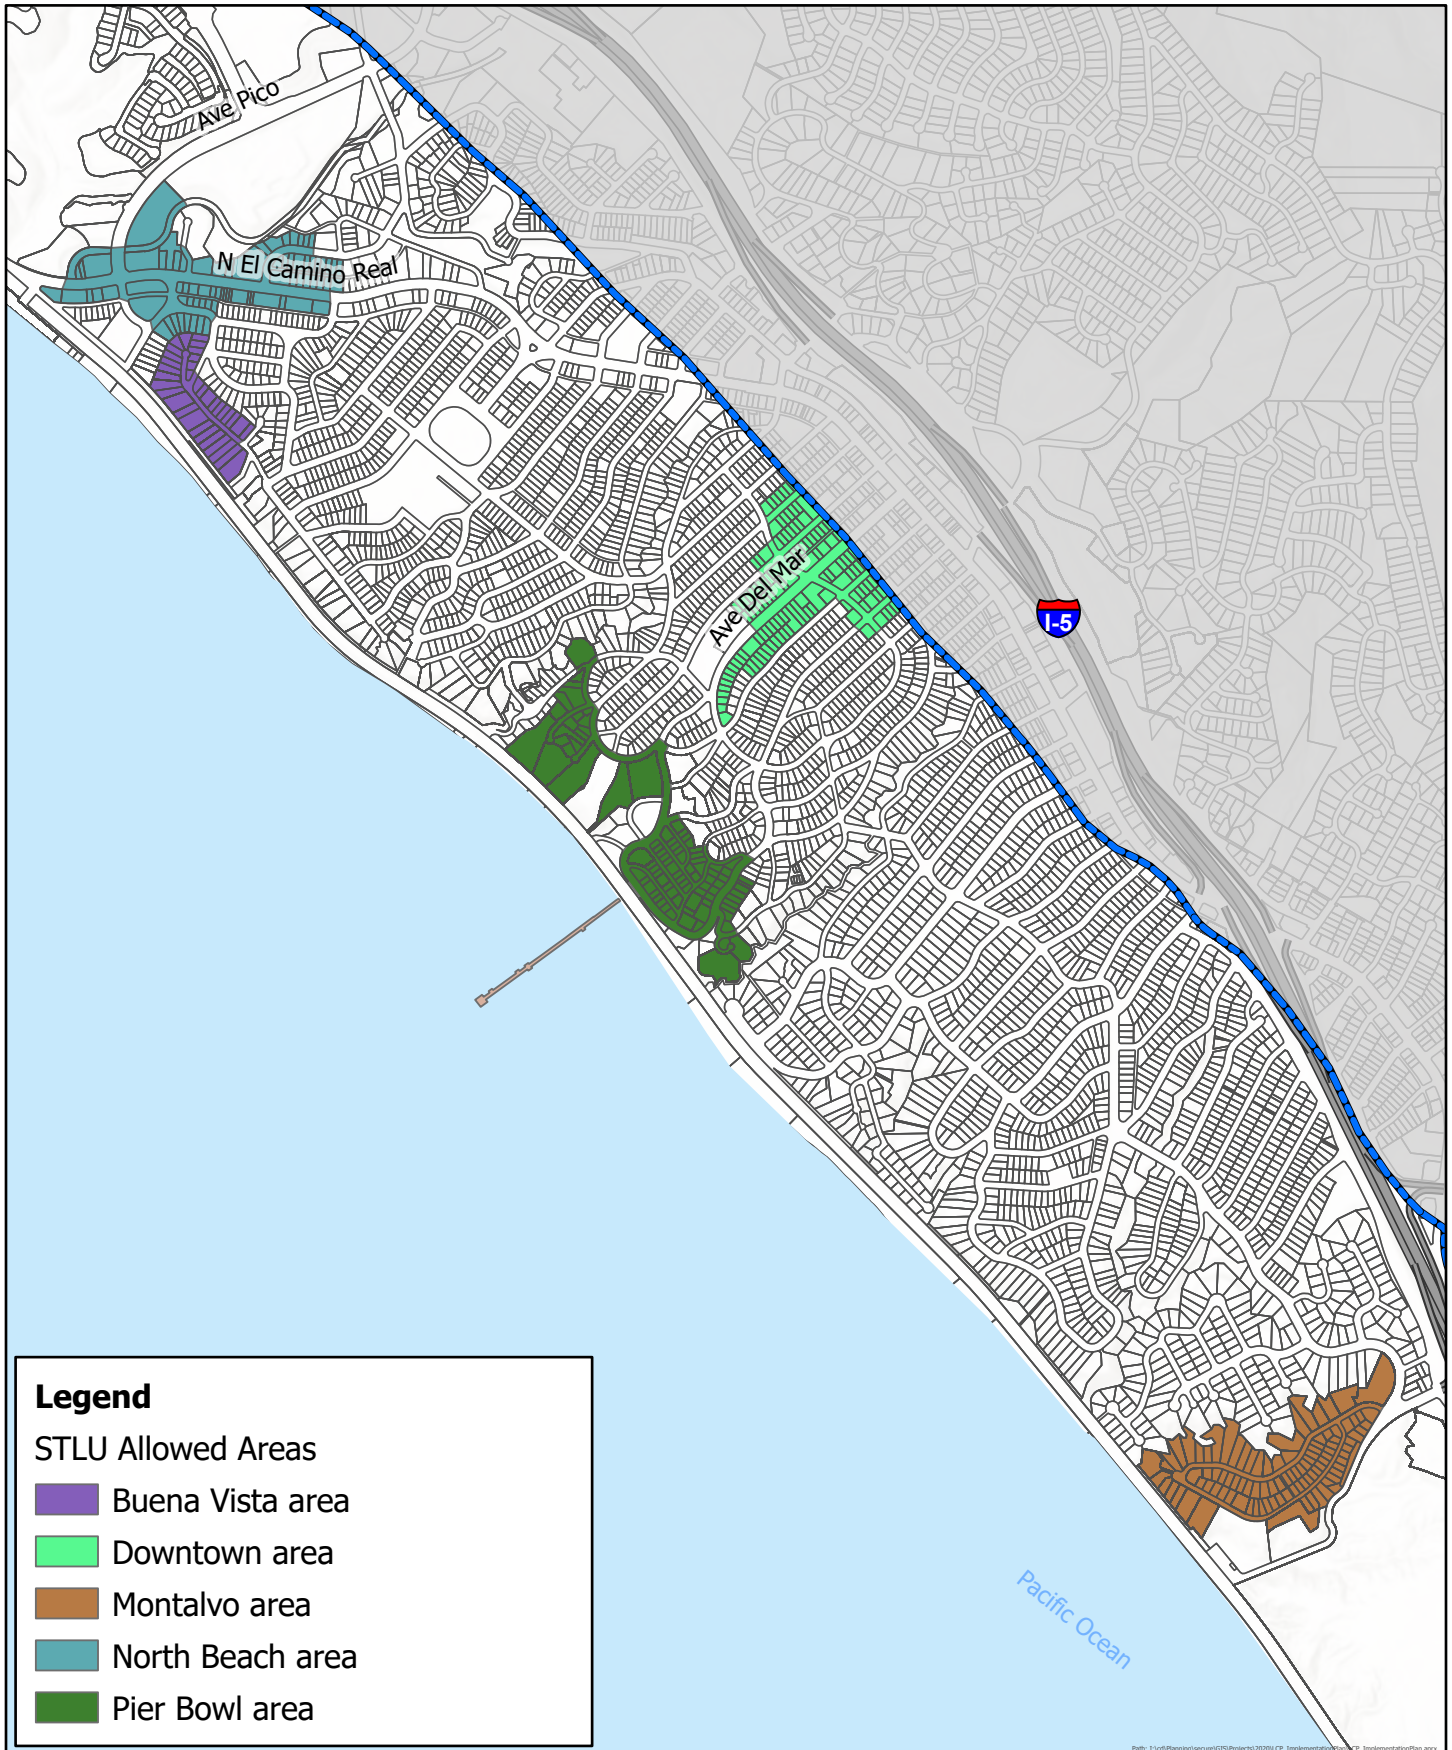 Ave Pico
N El Camino Real
Ave Del Mar
I-5
Legend
STLU Allowed Areas
Buena Vista area
Downtown area
Montalvo area
North Beach area
Pier Bowl area
Pacific Ocean